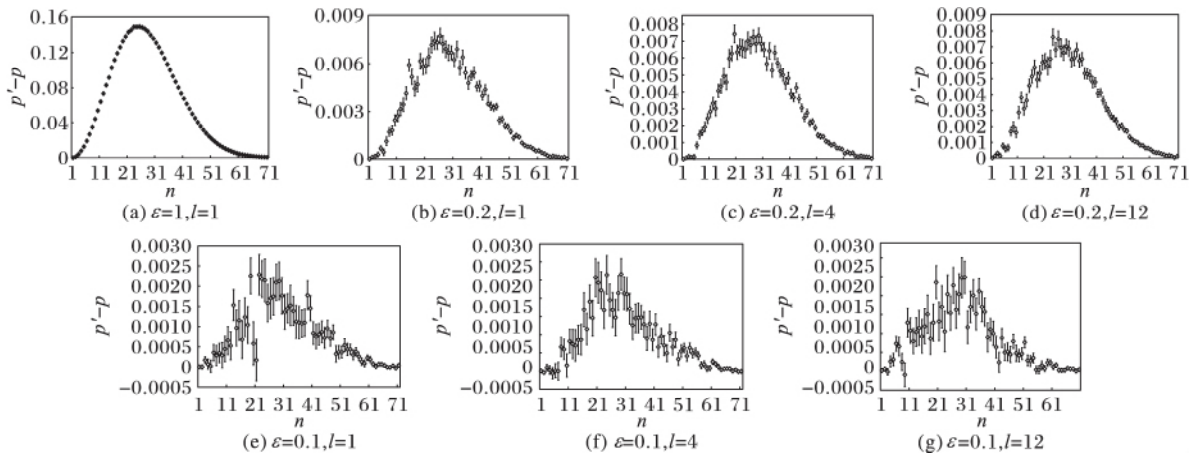 0.16
0.12
0.08
0.04
0
p′−p
1 11 21 31 41 51 61 71
n
(a) ε=1,l=1
0.009
0.006
0.003
0
p′−p
1 11 21 31 41 51 61 71
n
(b) ε=0.2,l=1
0.008
0.007
0.006
0.005
0.004
0.003
0.002
0.001
0
p′−p
1 11 21 31 41 51 61 71
n
(c) ε=0.2,l=4
0.009
0.008
0.007
0.006
0.005
0.004
0.003
0.002
0.001
0
p′−p
1 11 21 31 41 51 61 71
n
(d) ε=0.2,l=12
0.0030
0.0025
0.0020
0.0015
0.0010
0.0005
0
−0.0005
p′−p
1 11 21 31 41 51 61 71
n
(e) ε=0.1,l=1
0.0030
0.0025
0.0020
0.0015
0.0010
0.0005
0
−0.0005
p′−p
1 11 21 31 41 51 61 71
n
(f) ε=0.1,l=4
0.0030
0.0025
0.0020
0.0015
0.0010
0.0005
0
−0.0005
p′−p
1 11 21 31 41 51 61
n
(g) ε=0.1,l=12